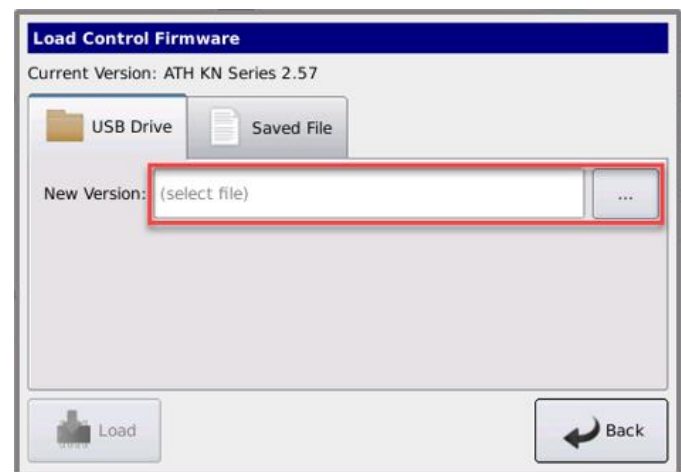 Load Control Firmware
Current Version: ATH KN Series 2.57
USB Drive
Saved File
New Version: (select file) ...
Load
Back